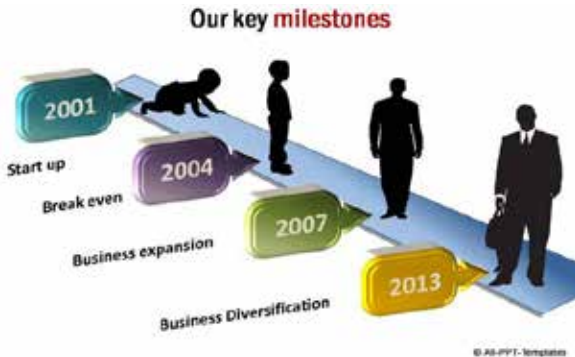 Our key milestones
2001
Start up
2004
Break even
2007
Business expansion
2013
Business Diversification
© All-PPT-Templates